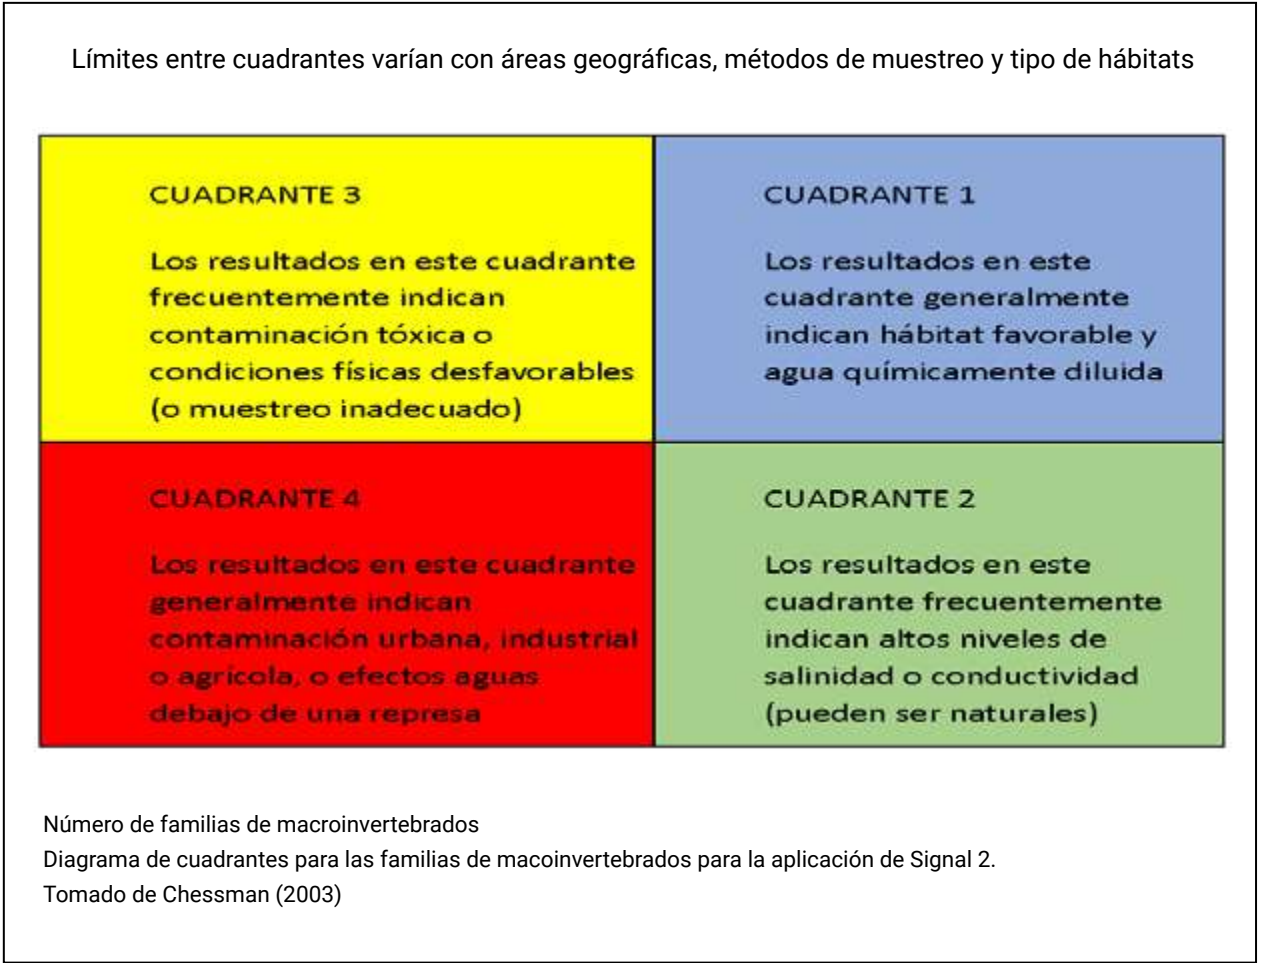 Límites entre cuadrantes varían con áreas geográficas, métodos de muestreo y tipo de hábitats
CUADRANTE 3
Los resultados en este cuadrante
frecuentemente indican
contaminación tóxica o
condiciones físicas desfavorables
(o muestreo inadecuado)
CUADRANTE 1
Los resultados en este
cuadrante generalmente
indican hábitat favorable y
agua químicamente diluida
CUADRANTE 4
Los resultados en este cuadrante
generalmente indican
contaminación urbana, industrial
o agrícola, o efectos aguas
debajo de una represa
CUADRANTE 2
Los resultados en este
cuadrante frecuentemente
indican altos niveles de
salinidad o conductividad
(pueden ser naturales)
Número de familias de macroinvertebrados
Diagrama de cuadrantes para las familias de macoinvertebrados para la aplicación de Signal 2.
Tomado de Chessman (2003)